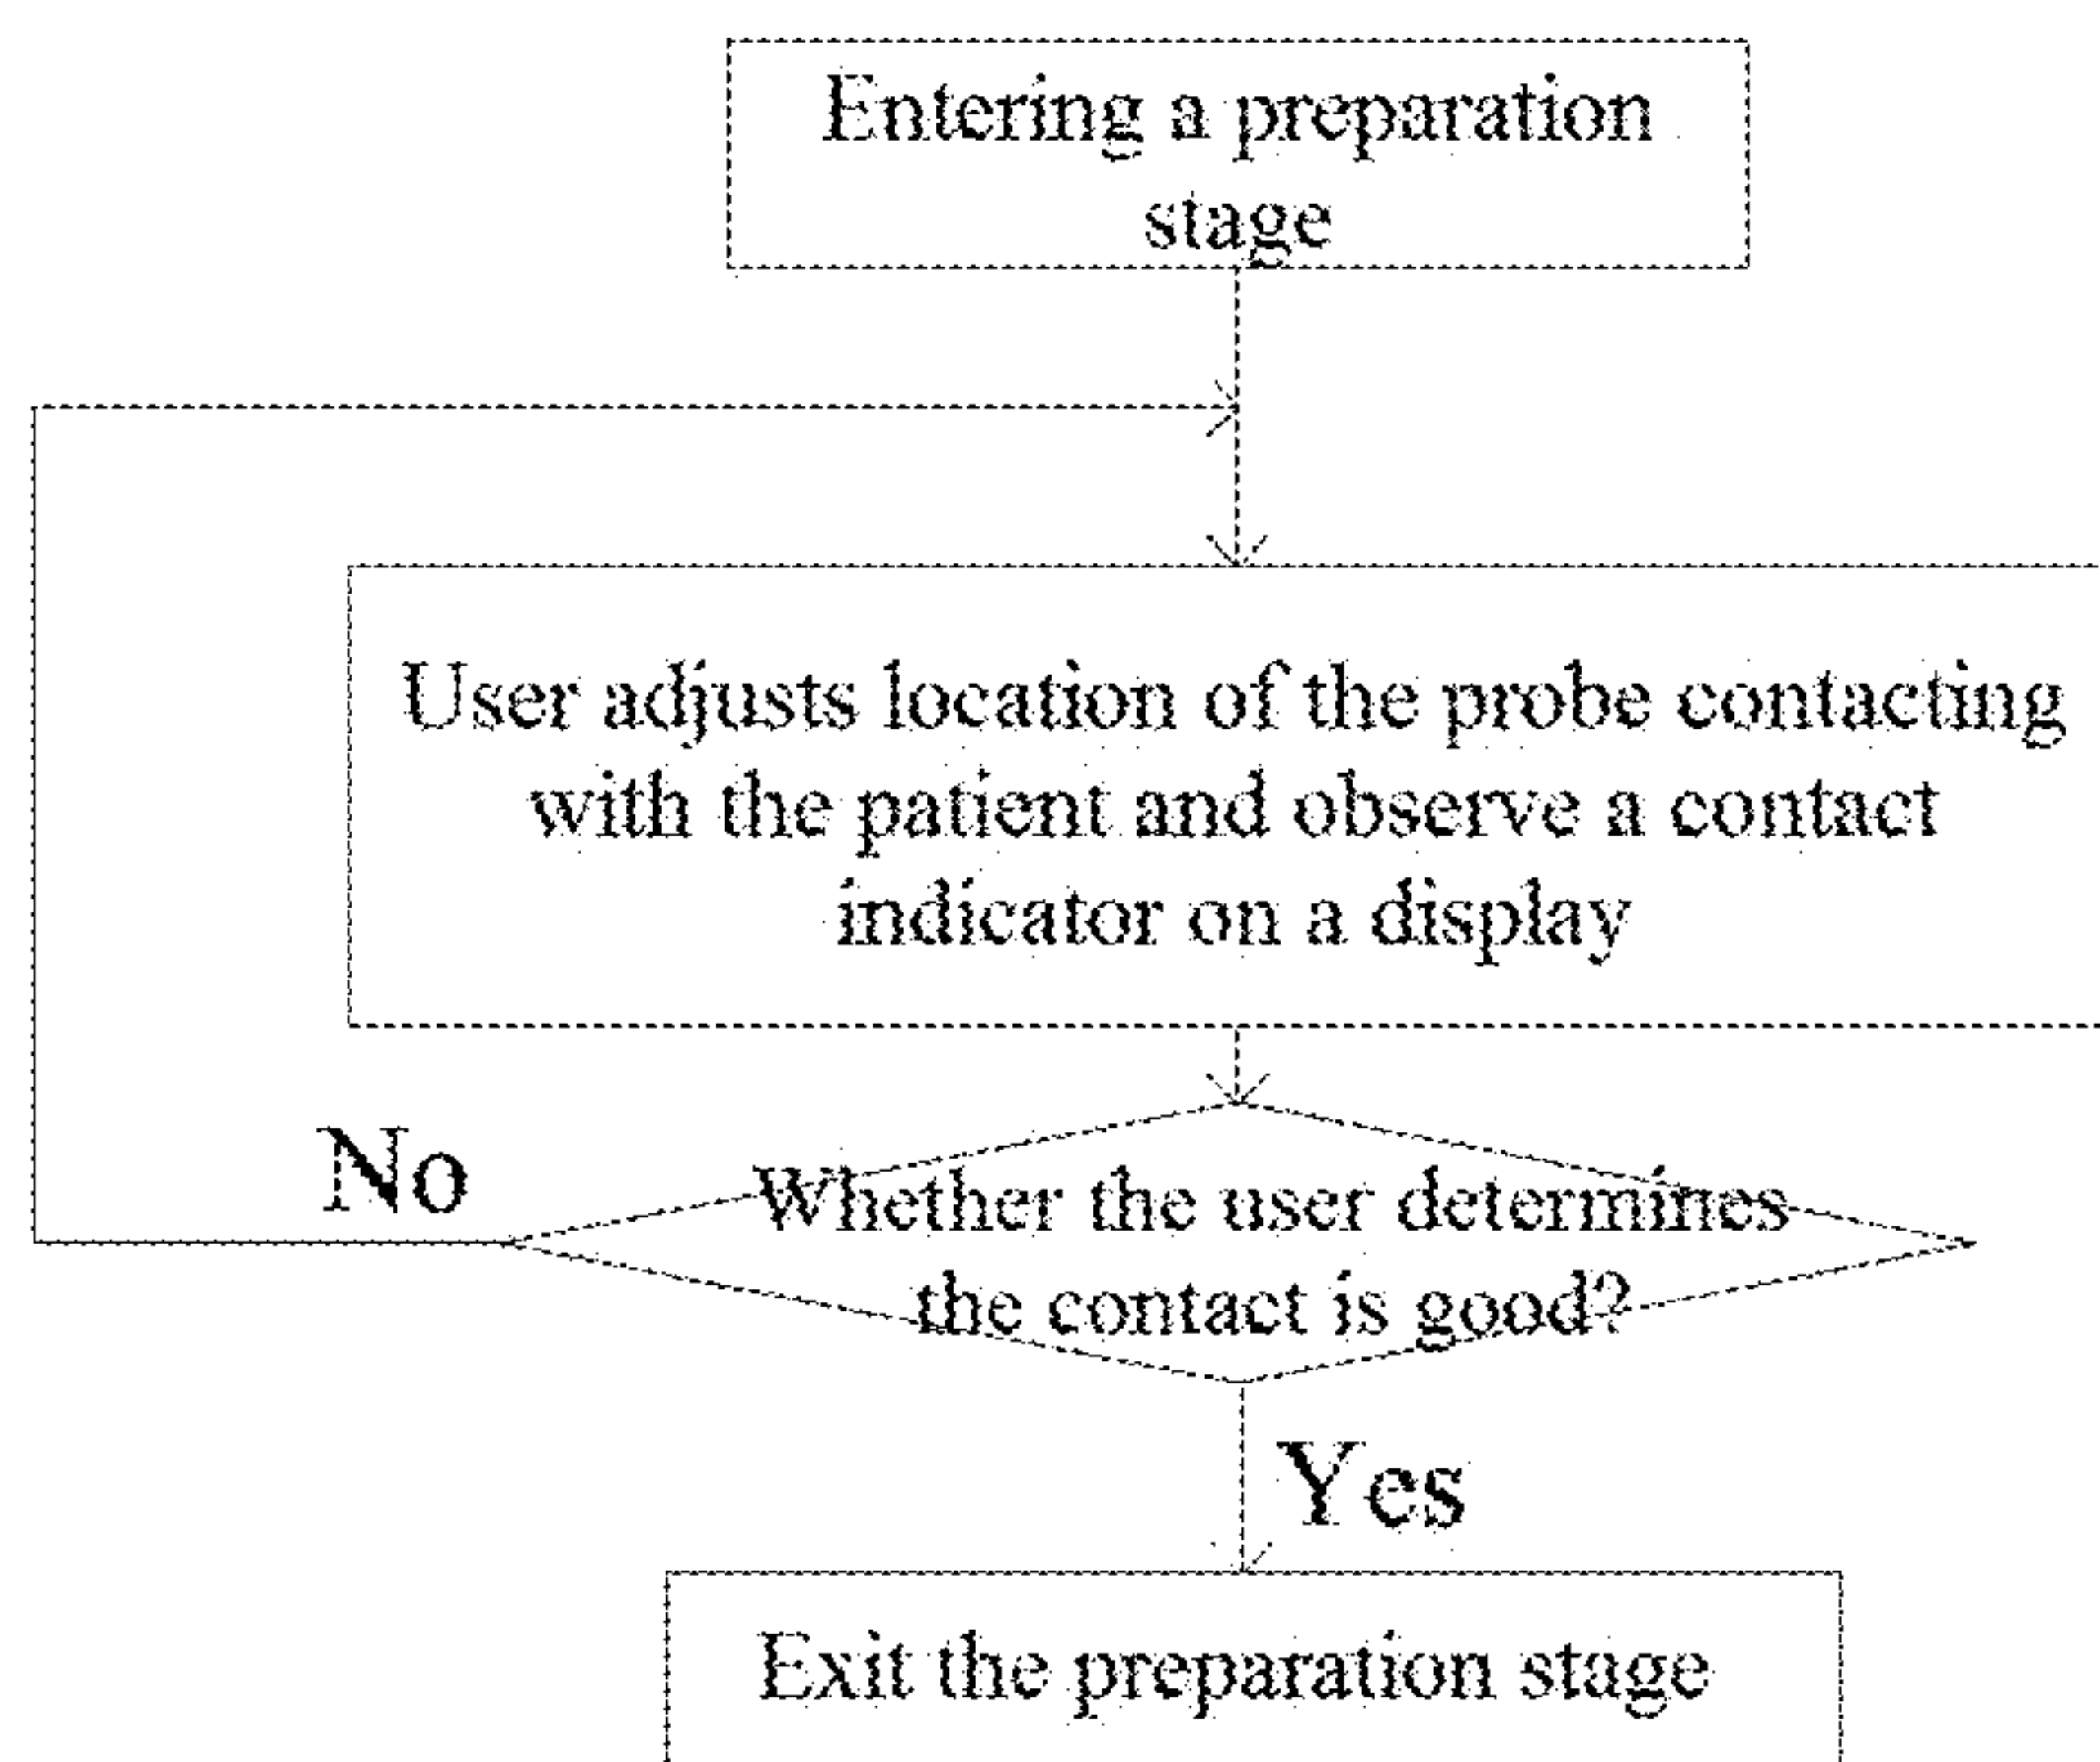 Entering a preparation
stage
User adjusts location of the probe contacting
with the patient and observe a contact
indicator on a display
No
Whether the user determines
the contact is good?
Yes
Exit the preparation stage